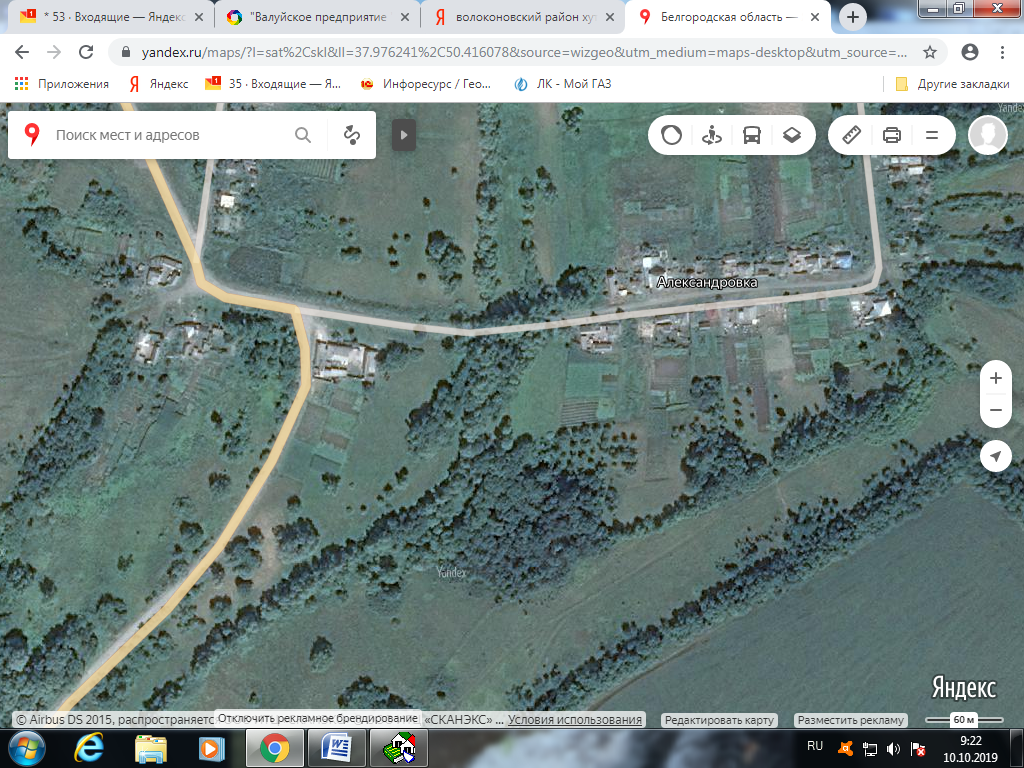 * 53 · Входящие — Яндекс
"Валуйское предприятие
волоконовский район хут
Белгородская область —
yandex.ru/maps/?l=sat%2Cskl&ll=37.976241%2C50.416078&source=wizgeo&utm_medium=maps-desktop&utm_source=...
Приложения
Яндекс
35 · Входящие — Я...
Инфоресурс / Гео...
ЛК - Мой ГАЗ
Другие закладки
Поиск мест и адресов
Александровка
Yandex
Яндекс
© Airbus DS 2015, распространяетс
Отключить рекламное брендирование
«СКАНЭКС» ...
Условия использования
Редактировать карту
Разместить рекламу
60 м
RU
9:22
10.10.2019